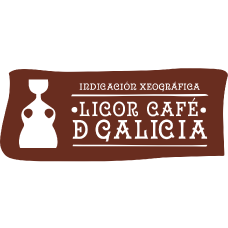 INDICACIÓN XEOGRÁFICA
·LICOR CAFÉ·
D GALICIA